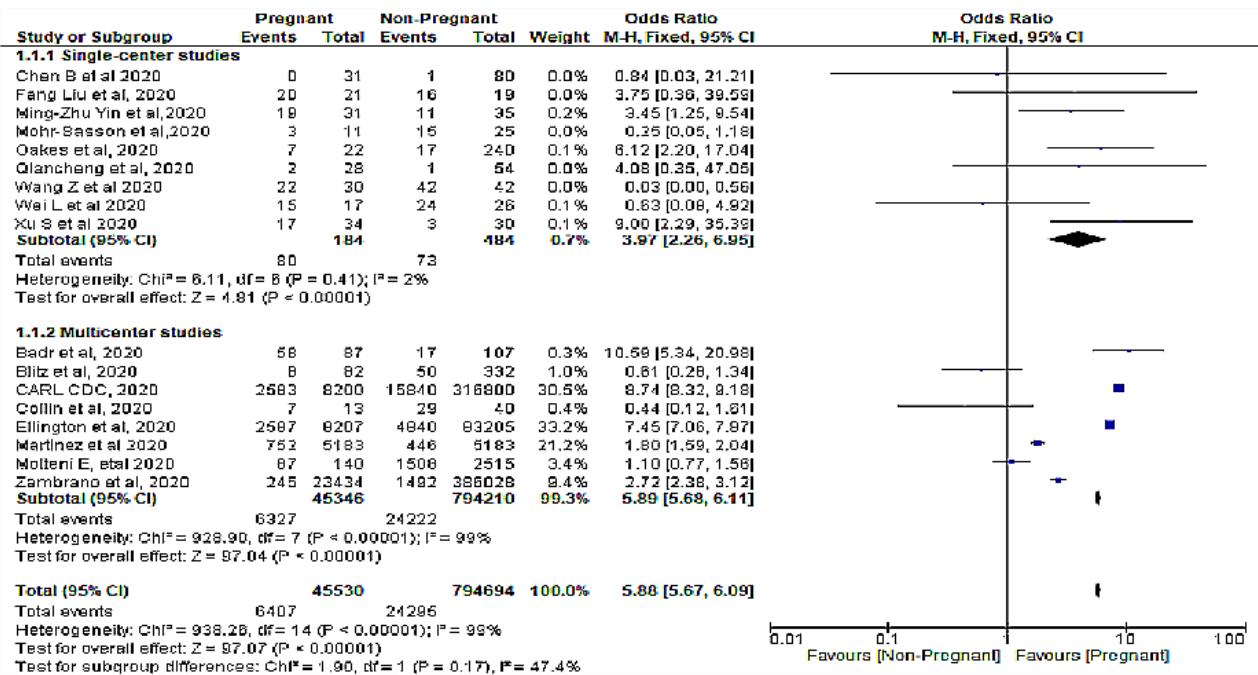 Pregnant Non-Pregnant Odds Ratio Odds Ratio
Study or Subgroup Events Total Events Total Weight M-H, Fixed, 95% CI M-H, Fixed, 95% CI
1.1.1 Single-center studies
Chen B et al 2020 0 31 1 80 0.0% 0.84 [0.03, 21.21]
Fang Liu et al, 2020 20 21 16 19 0.0% 3.75 [0.36, 39.59]
Ming-Zhu Yin et al,2020 19 31 11 35 0.2% 3.45 [1.25, 9.54]
Mohr-Sasson et al,2020 3 11 15 25 0.0% 0.25 [0.05, 1.18]
Oakes et al, 2020 7 22 17 240 0.1% 6.12 [2.20, 17.04]
Qiancheng et al, 2020 2 28 1 54 0.0% 4.08 [0.35, 47.05]
Wang Z et al 2020 22 30 42 42 0.0% 0.03 [0.00, 0.56]
Wei L et al 2020 15 17 24 26 0.1% 0.63 [0.08, 4.92]
Xu S et al 2020 17 34 3 30 0.1% 9.00 [2.29, 35.39]
Subtotal (95% CI) 184 484 0.7% 3.97 [2.26, 6.95]
Total events 80 73
Heterogeneity: Chi² = 6.11, df = 6 (P = 0.41); I² = 2%
Test for overall effect: Z = 4.81 (P < 0.00001)
1.1.2 Multicenter studies
Badr et al, 2020 58 87 17 107 0.3% 10.59 [5.34, 20.98]
Blitz et al, 2020 8 82 50 332 1.0% 0.61 [0.28, 1.34]
CARL CDC, 2020 2583 8200 15840 316800 30.5% 8.74 [8.32, 9.18]
Collin et al, 2020 7 13 29 40 0.4% 0.44 [0.12, 1.61]
Ellington et al, 2020 2587 8207 4840 83205 33.2% 7.45 [7.06, 7.87]
Martinez et al 2020 752 5183 446 5183 21.2% 1.80 [1.59, 2.04]
Molteni E, etal 2020 87 140 1508 2515 3.4% 1.10 [0.77, 1.56]
Zambrano et al, 2020 245 23434 1492 386028 9.4% 2.72 [2.38, 3.12]
Subtotal (95% CI) 45346 794210 99.3% 5.89 [5.68, 6.11]
Total events 6327 24222
Heterogeneity: Chi² = 928.90, df = 7 (P < 0.00001); I² = 99%
Test for overall effect: Z = 97.04 (P < 0.00001)
Total (95% CI) 45530 794694 100.0% 5.88 [5.67, 6.09]
Total events 6407 24295
Heterogeneity: Chi² = 938.26, df = 14 (P < 0.00001); I² = 99%
Test for overall effect: Z = 97.07 (P < 0.00001)
Test for subgroup differences: Chi² = 1.90, df = 1 (P = 0.17), I² = 47.4%
0.01 0.1 1 10 100
Favours [Non-Pregnant] Favours [Pregnant]